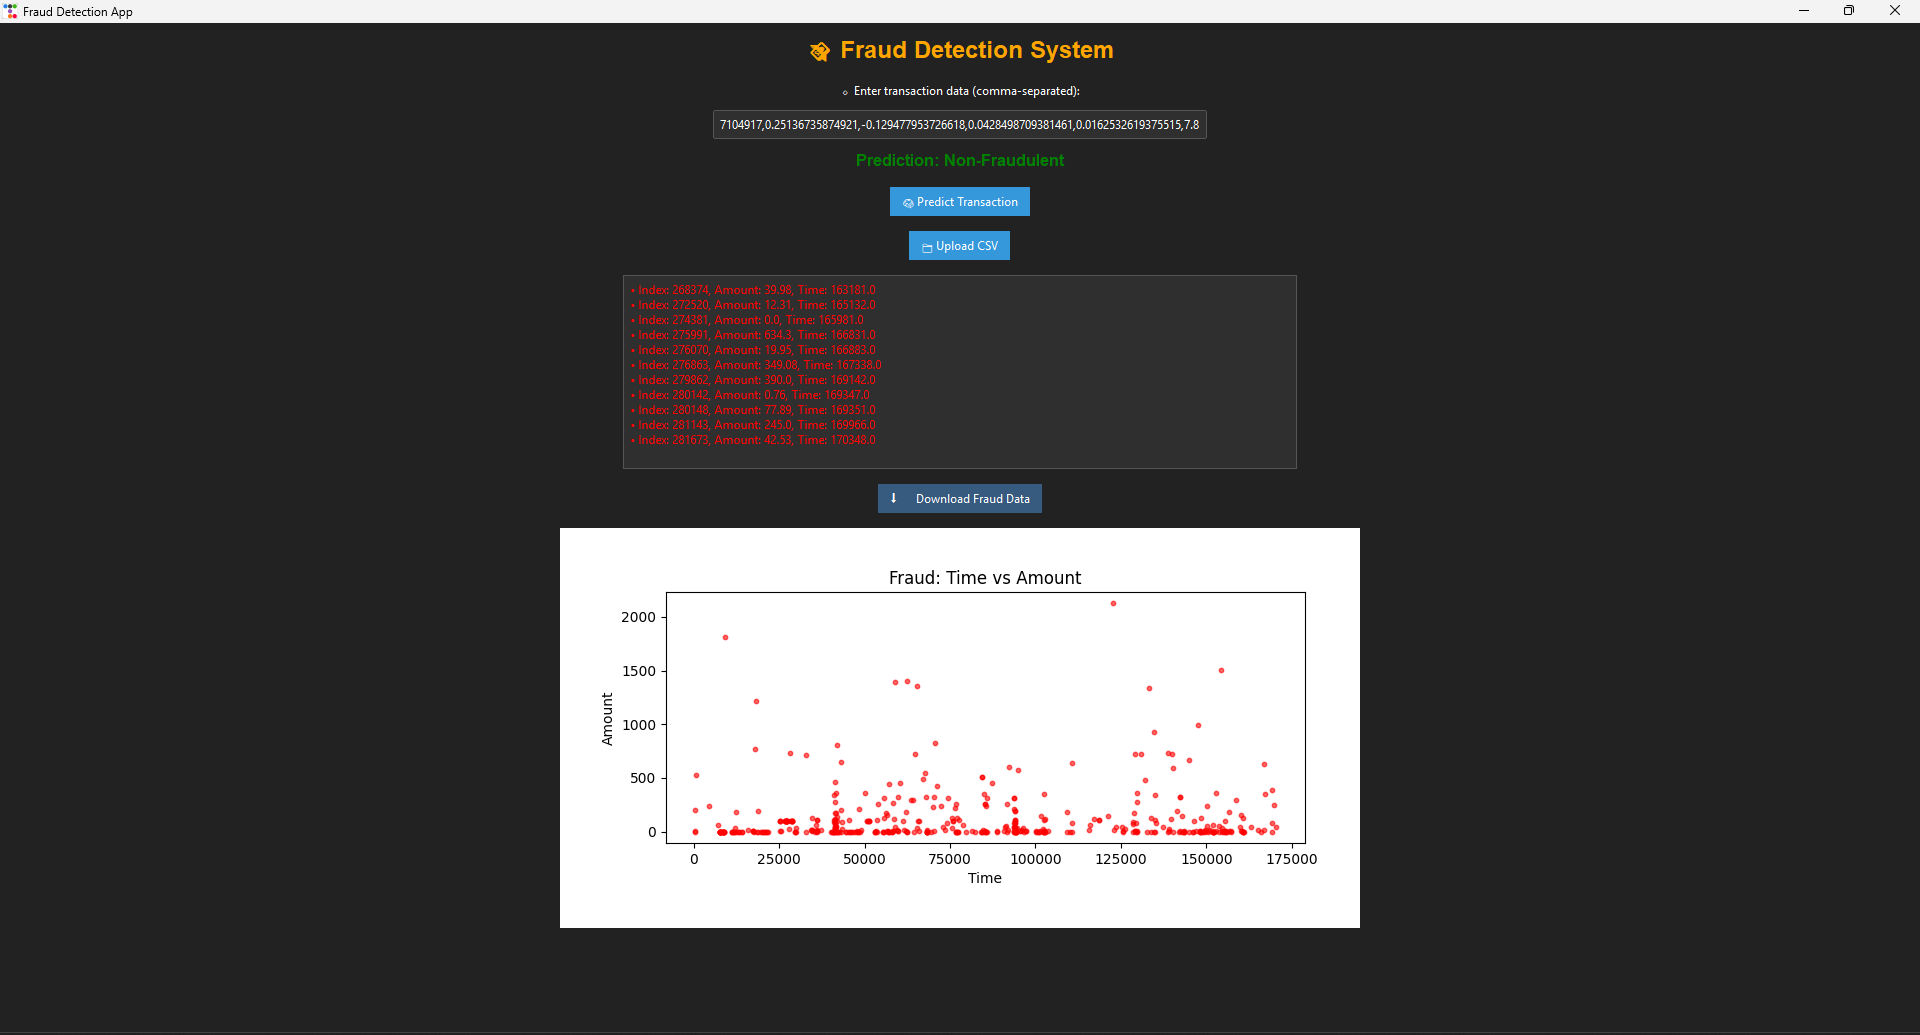 Fraud Detection App
Fraud Detection System
Enter transaction data (comma-separated):
7104917,0.25136735874921,-0.129477953726618,0.0428498709381461,0.0162532619375515,7.8
Prediction: Non-Fraudulent
Predict Transaction
Upload CSV
• Index: 268374, Amount: 39.98, Time: 163181.0
• Index: 272520, Amount: 12.31, Time: 165132.0
• Index: 274381, Amount: 0.0, Time: 165981.0
• Index: 275991, Amount: 634.3, Time: 166831.0
• Index: 276070, Amount: 19.95, Time: 166883.0
• Index: 276863, Amount: 349.08, Time: 167338.0
• Index: 279862, Amount: 390.0, Time: 169142.0
• Index: 280142, Amount: 0.76, Time: 169347.0
• Index: 280148, Amount: 77.89, Time: 169351.0
• Index: 281143, Amount: 245.0, Time: 169966.0
• Index: 281673, Amount: 42.53, Time: 170348.0
Download Fraud Data
Fraud: Time vs Amount
2000
1500
1000
500
0
Amount
0 25000 50000 75000 100000 125000 150000 175000
Time